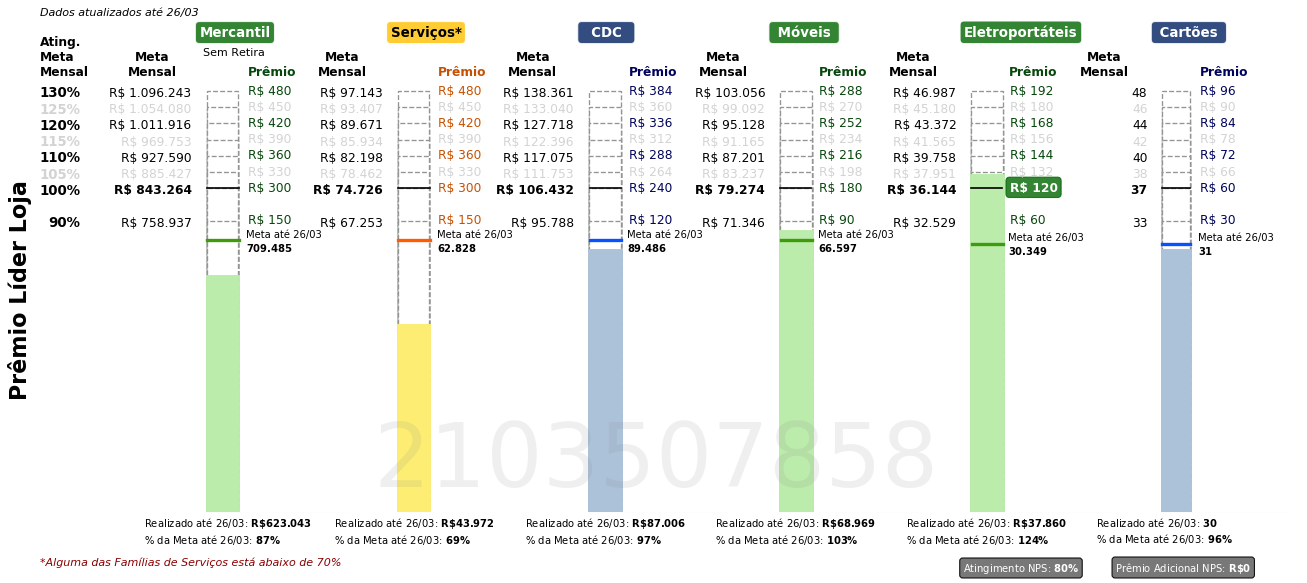 Dados atualizados até 26/03
Mercantil Serviços* CDC Móveis Eletroportáteis Cartões
Sem Retira
Ating. Meta Mensal
Meta Mensal Prêmio Meta Mensal Prêmio Meta Mensal Prêmio Meta Mensal Prêmio Meta Mensal Prêmio Meta Mensal Prêmio
130% R$ 1.096.243 R$ 480 R$ 97.143 R$ 480 R$ 138.361 R$ 384 R$ 103.056 R$ 288 R$ 46.987 R$ 192 48 R$ 96
125% R$ 1.054.080 R$ 450 R$ 93.407 R$ 450 R$ 133.040 R$ 360 R$ 99.092 R$ 270 R$ 45.180 R$ 180 46 R$ 90
120% R$ 1.011.916 R$ 420 R$ 89.671 R$ 420 R$ 127.718 R$ 336 R$ 95.128 R$ 252 R$ 43.372 R$ 168 44 R$ 84
115% R$ 969.753 R$ 390 R$ 85.934 R$ 390 R$ 122.396 R$ 312 R$ 91.165 R$ 234 R$ 41.565 R$ 156 42 R$ 78
110% R$ 927.590 R$ 360 R$ 82.198 R$ 360 R$ 117.075 R$ 288 R$ 87.201 R$ 216 R$ 39.758 R$ 144 40 R$ 72
105% R$ 885.427 R$ 330 R$ 78.462 R$ 330 R$ 111.753 R$ 264 R$ 83.237 R$ 198 R$ 37.951 R$ 132 38 R$ 66
100% R$ 843.264 R$ 300 R$ 74.726 R$ 300 R$ 106.432 R$ 240 R$ 79.274 R$ 180 R$ 36.144 R$ 120 37 R$ 60
90% R$ 758.937 R$ 150 R$ 67.253 R$ 150 R$ 95.788 R$ 120 R$ 71.346 R$ 90 R$ 32.529 R$ 60 33 R$ 30
Meta até 26/03 Meta até 26/03 Meta até 26/03 Meta até 26/03 Meta até 26/03 Meta até 26/03
709.485 62.828 89.486 66.597 30.349 31
Prêmio Líder Loja
2103507858
Realizado até 26/03: R$623.043 Realizado até 26/03: R$43.972 Realizado até 26/03: R$87.006 Realizado até 26/03: R$68.969 Realizado até 26/03: R$37.860 Realizado até 26/03: 30
% da Meta até 26/03: 87% % da Meta até 26/03: 69% % da Meta até 26/03: 97% % da Meta até 26/03: 103% % da Meta até 26/03: 124% % da Meta até 26/03: 96%
*Alguma das Famílias de Serviços está abaixo de 70%
Atingimento NPS: 80% Prêmio Adicional NPS: R$0